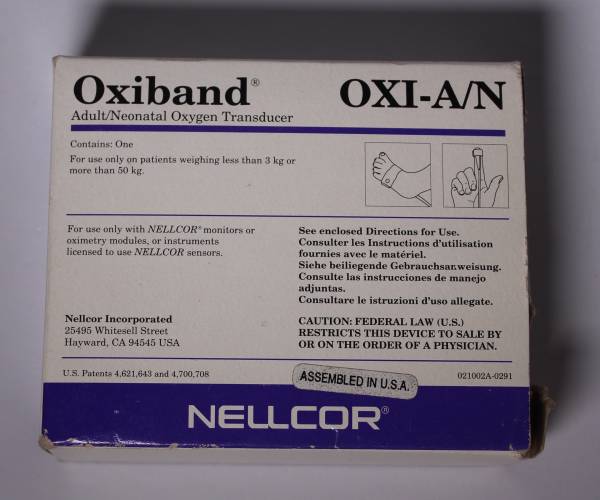 Oxiband® OXI-A/N
Adult/Neonatal Oxygen Transducer
Contains: One
For use only on patients weighing less than 3 kg or
more than 50 kg.
For use only with NELLCOR® monitors or
oximetry modules, or instruments
licensed to use NELLCOR sensors.
See enclosed Directions for Use.
Consulter les Instructions d'utilisation
fournies avec le matériel.
Siehe beiliegende Gebrauchsanweisung.
Consulte las instrucciones de manejo
adjuntas.
Consultare le istruzioni d'uso allegate.
Nellcor Incorporated
25495 Whitesell Street
Hayward, CA 94545 USA
CAUTION: FEDERAL LAW (U.S.)
RESTRICTS THIS DEVICE TO SALE BY
OR ON THE ORDER OF A PHYSICIAN.
U.S. Patents 4,621,643 and 4,700,708
ASSEMBLED IN U.S.A.
021002A-0291
NELLCOR®